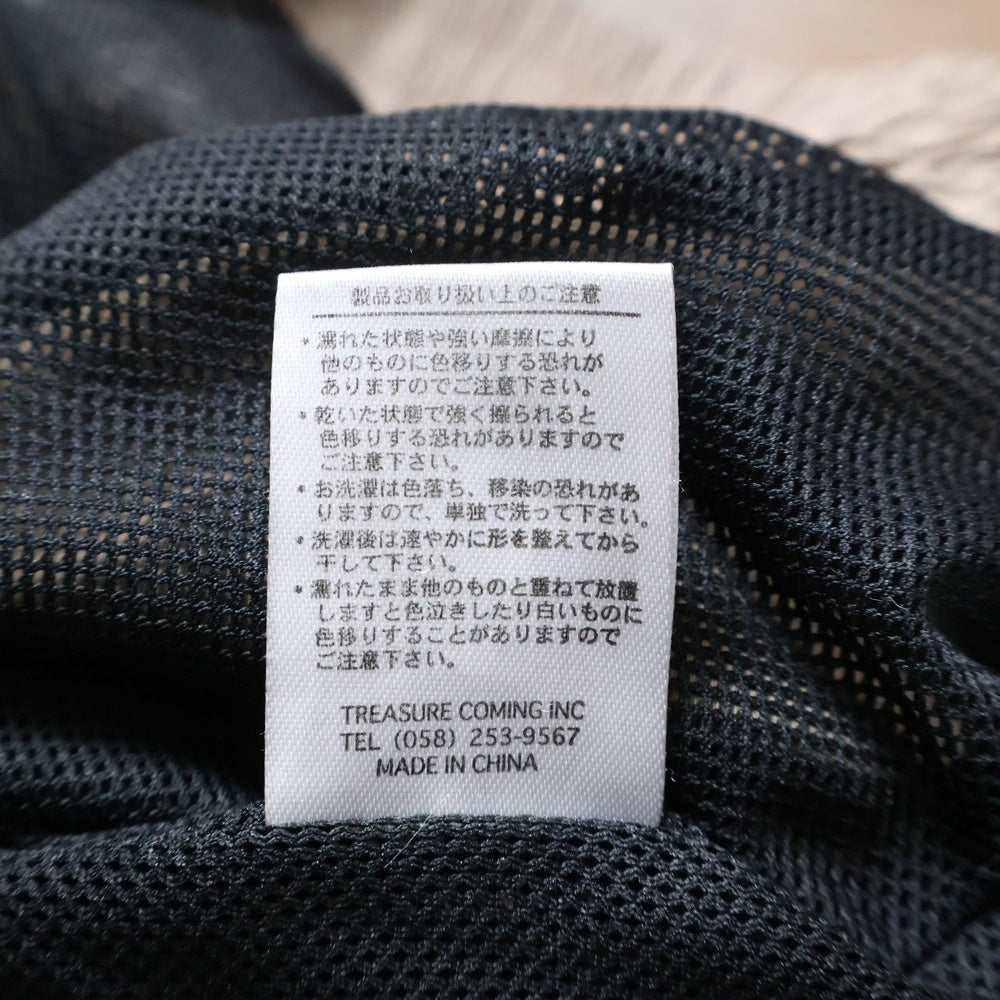 製品お取り扱い上のご注意
・濡れた状態や強い摩擦により
他のものに色移りする恐れが
ありますのでご注意下さい。
・乾いた状態で強く擦られると
色移りする恐れがありますので
ご注意下さい。
・お洗濯は色落ち、移染の恐れがあ
りますので、単独で洗って下さい。
・洗濯後は速やかに形を整えてから
干して下さい。
・濡れたまま他のものと重ねて放置
しますと色泣きしたり白いものに
色移りすることがありますので
ご注意下さい。
TREASURE COMING INC
TEL (058) 253-9567
MADE IN CHINA